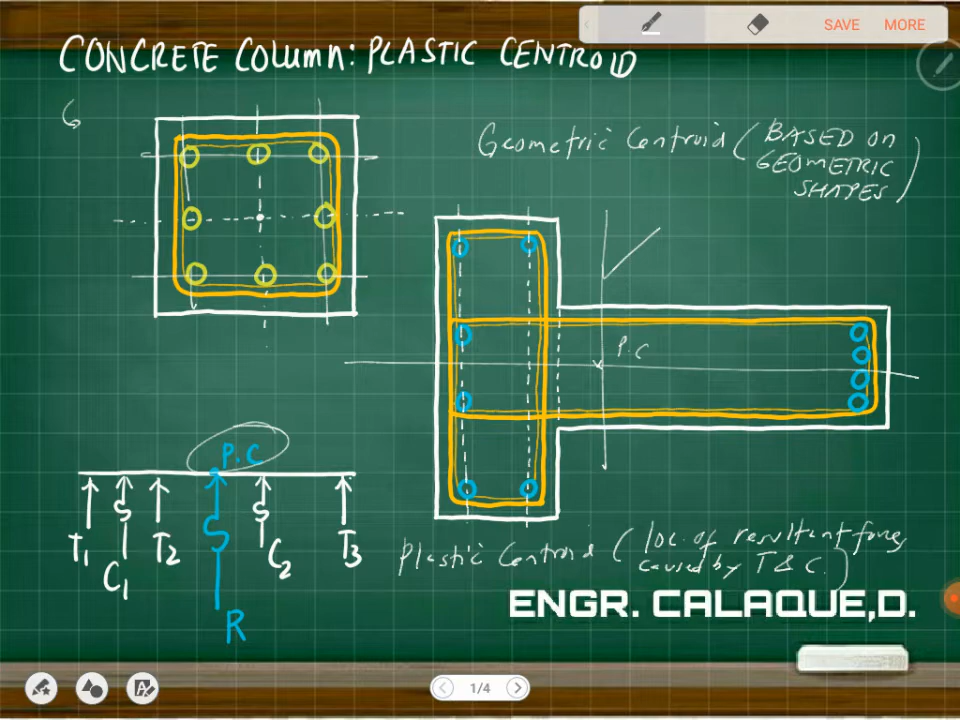 SAVE MORE
CONCRETE COLUMN: PLASTIC CENTROID
Geometric Centroid (BASED ON
GEOMETRIC
SHAPES)
P.C
P.C
T1 C1 T2 R C2 T3
Plastic Centroid (loc. of resultant forces
caused by T & C.)
ENGR. CALAQUE,D.
1/4